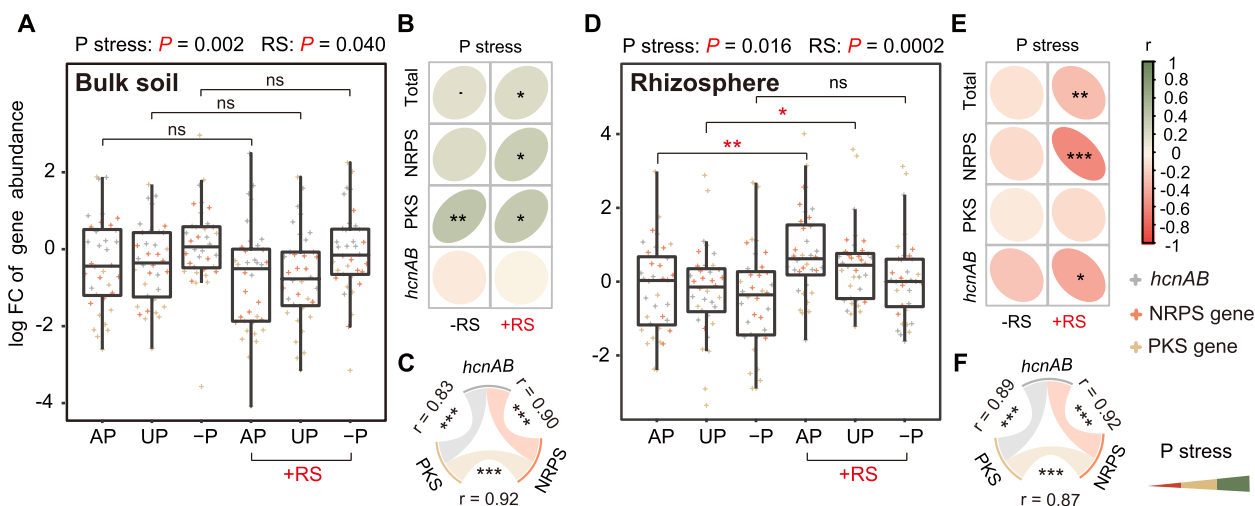 A
P stress: P = 0.002 RS: P = 0.040
Bulk soil
ns
ns
ns
log FC of gene abundance
2
0
-2
-4
AP UP −P AP UP −P
+RS
B
P stress
Total
NRPS
PKS
hcnAB
. *
*
** *
-RS +RS
C
hcnAB
r = 0.83
***
r = 0.90
***
PKS
***
NRPS
r = 0.92
D
P stress: P = 0.016 RS: P = 0.0002
Rhizosphere
ns
*
**
4
2
0
-2
AP UP −P AP UP −P
+RS
E
P stress
Total
NRPS
PKS
hcnAB
**
***
*
-RS +RS
r
1
0.8
0.6
0.4
0.2
0
-0.2
-0.4
-0.6
-0.8
-1
hcnAB
NRPS gene
PKS gene
F
hcnAB
r = 0.89
***
r = 0.92
***
PKS
***
NRPS
r = 0.87
P stress